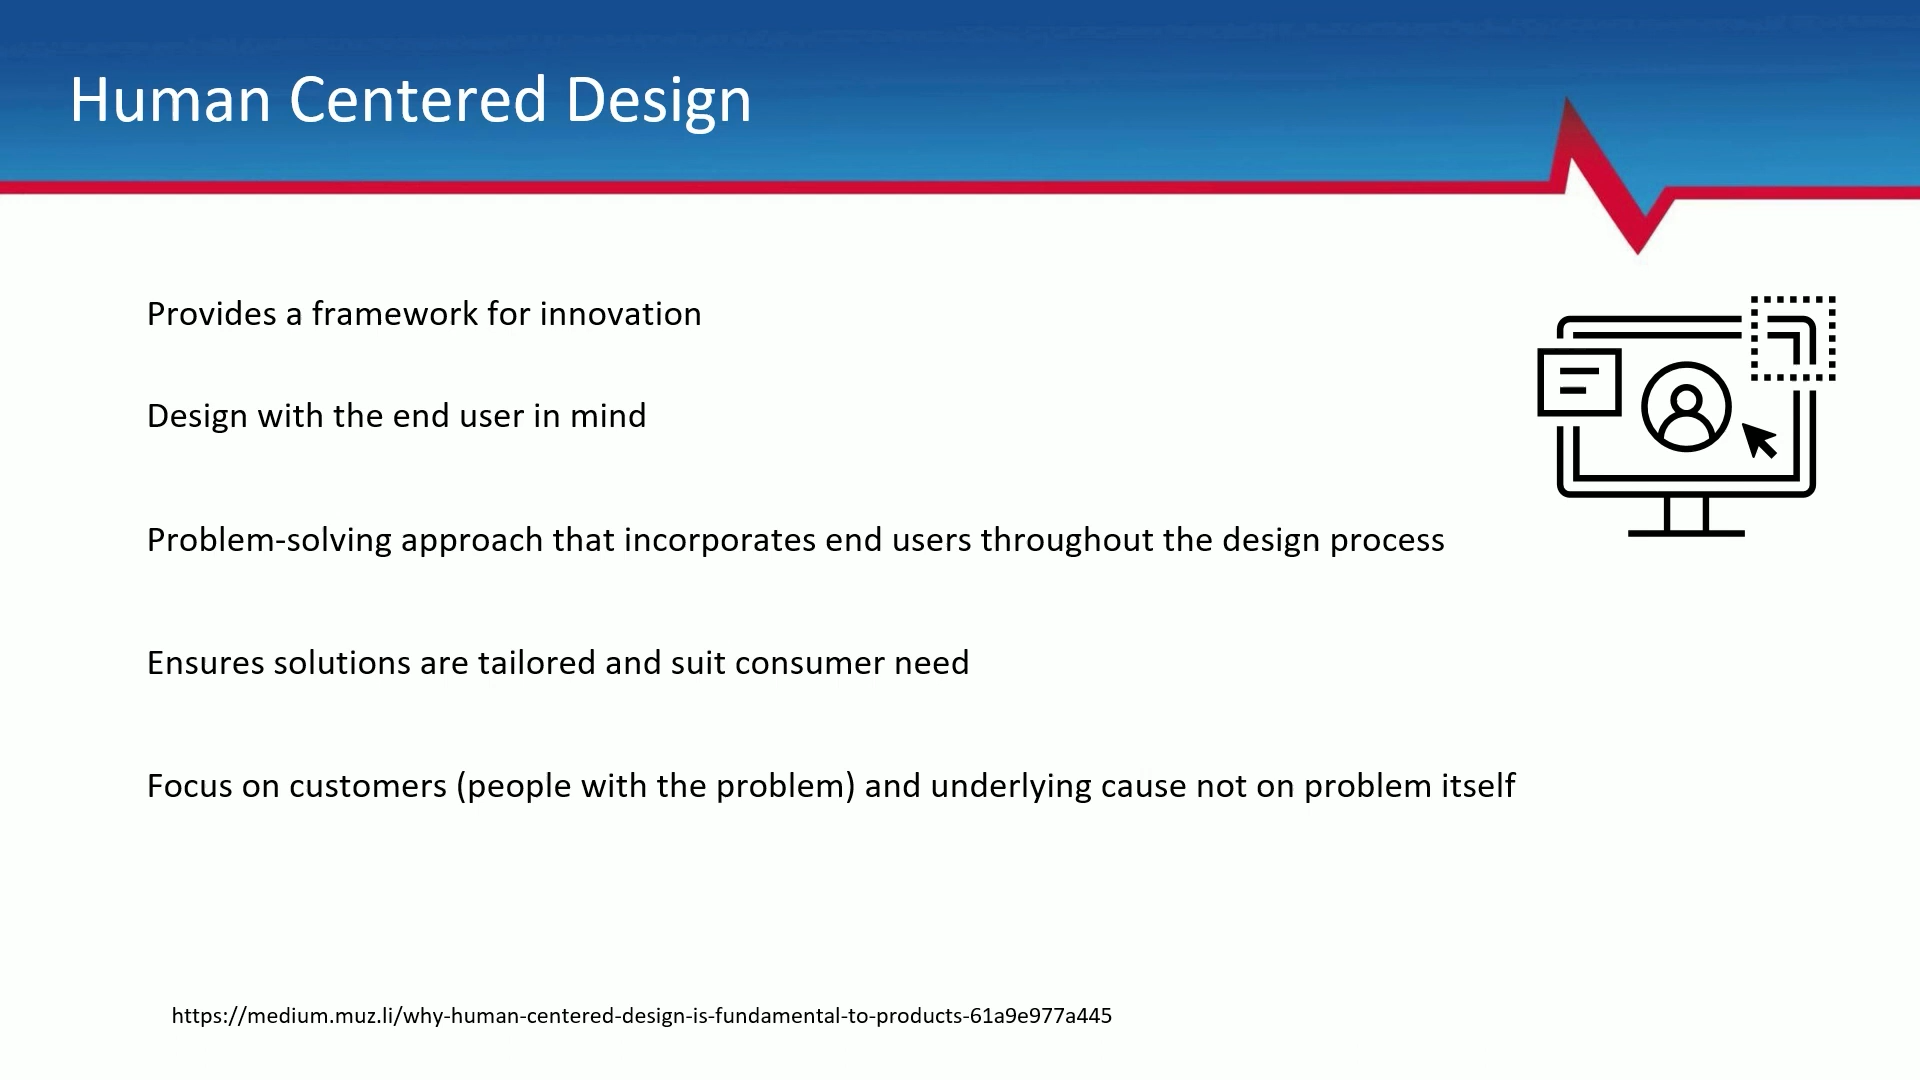 Human Centered Design
Provides a framework for innovation
Design with the end user in mind
Problem-solving approach that incorporates end users throughout the design process
Ensures solutions are tailored and suit consumer need
Focus on customers (people with the problem) and underlying cause not on problem itself
https://medium.muz.li/why-human-centered-design-is-fundamental-to-products-61a9e977a445